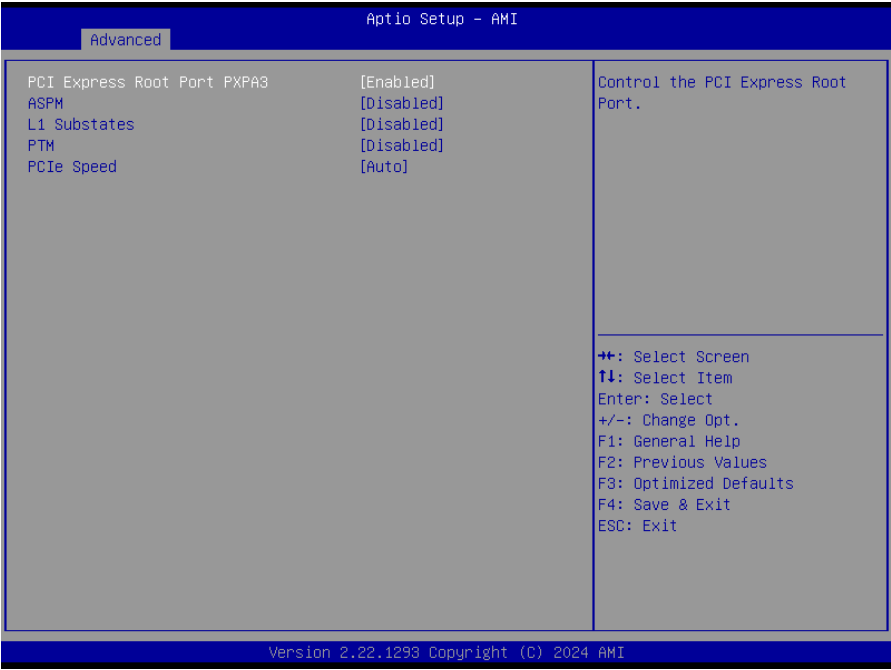 Aptio Setup – AMI
Advanced
PCI Express Root Port PXPA3 [Enabled]
ASPM [Disabled]
L1 Substates [Disabled]
PTM [Disabled]
PCIe Speed [Auto]
Control the PCI Express Root
Port.
→←: Select Screen
↑↓: Select Item
Enter: Select
+/-: Change Opt.
F1: General Help
F2: Previous Values
F3: Optimized Defaults
F4: Save & Exit
ESC: Exit
Version 2.22.1293 Copyright (C) 2024 AMI